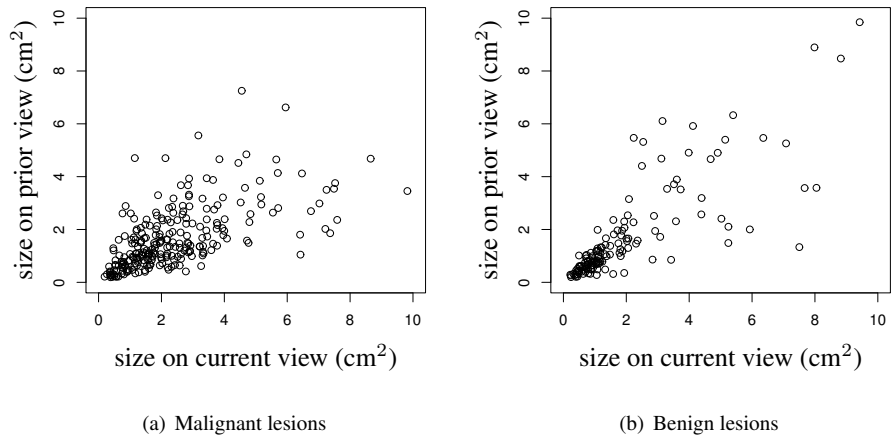 size on prior view (cm²)
10
8
6
4
2
0
0 2 4 6 8 10
size on current view (cm²)
(a) Malignant lesions
size on prior view (cm²)
10
8
6
4
2
0
0 2 4 6 8 10
size on current view (cm²)
(b) Benign lesions